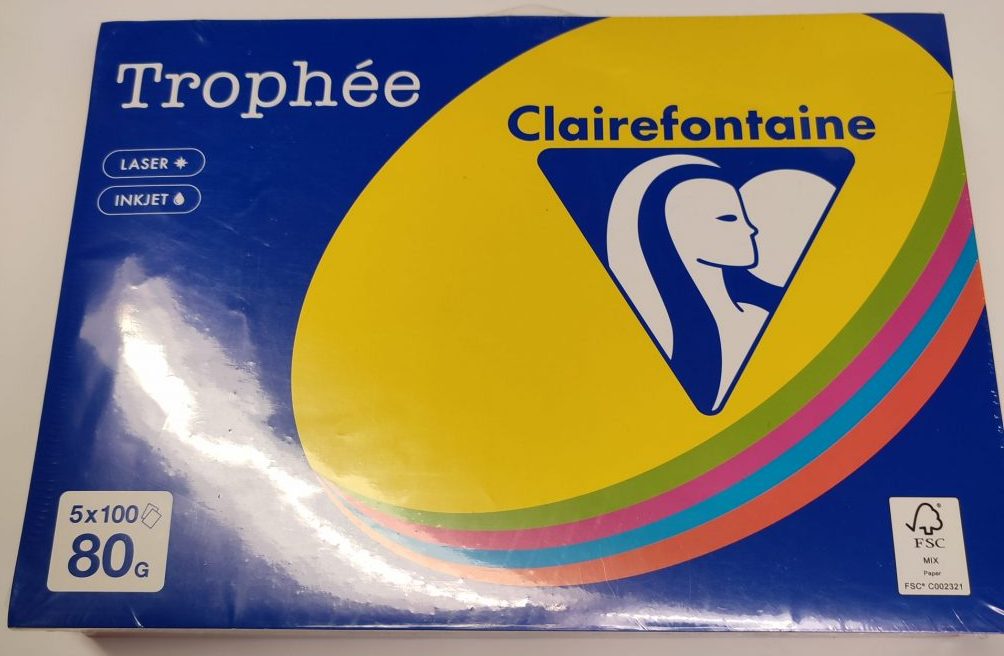 Trophée
LASER
INKJET
Clairefontaine
5x100
80G
FSC
MIX
Paper
FSC® C002321